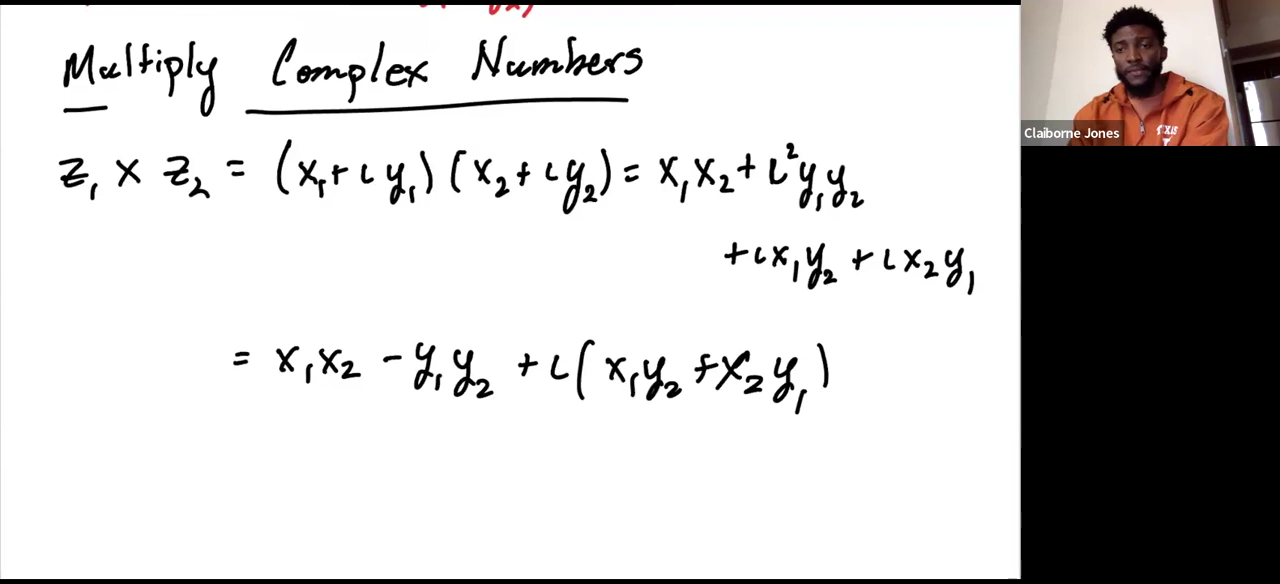 Multiply Complex Numbers
z₁ × z₂ = (x₁ + i y₁) (x₂ + i y₂) = x₁x₂ + i²y₁y₂
+ i x₁y₂ + i x₂y₁
= x₁x₂ - y₁y₂ + i( x₁y₂ + x₂y₁)
Claiborne Jones